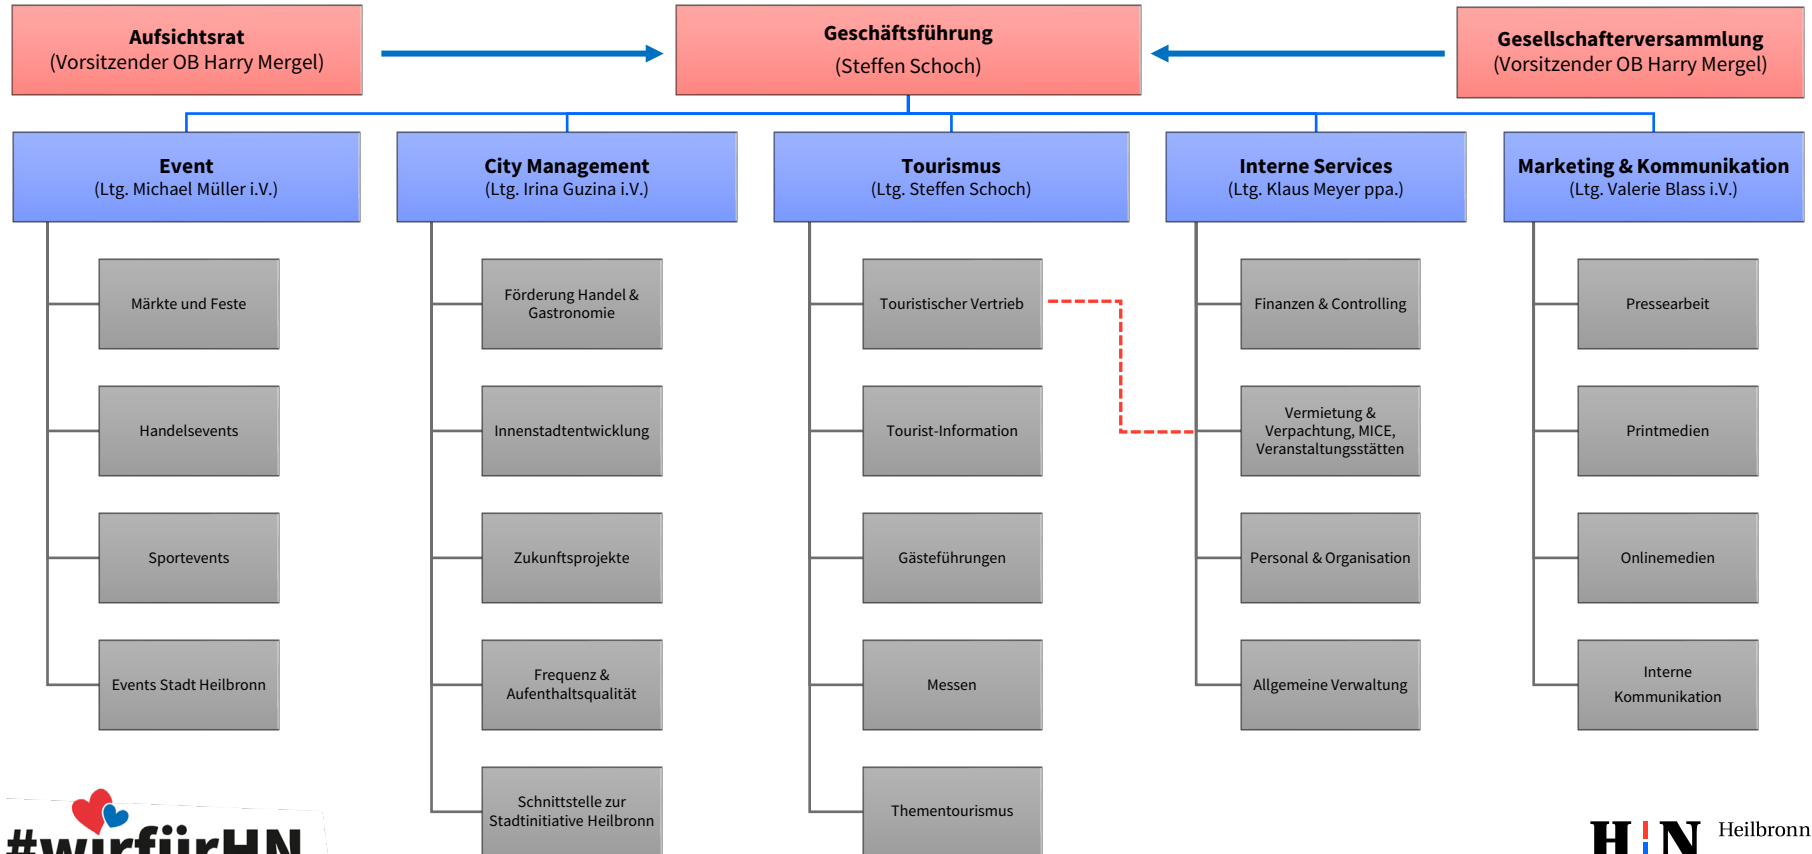 Aufsichtsrat
(Vorsitzender OB Harry Mergel)
Geschäftsführung
(Steffen Schoch)
Gesellschafterversammlung
(Vorsitzender OB Harry Mergel)
Event
(Ltg. Michael Müller i.V.)
City Management
(Ltg. Irina Guzina i.V.)
Tourismus
(Ltg. Steffen Schoch)
Interne Services
(Ltg. Klaus Meyer ppa.)
Marketing & Kommunikation
(Ltg. Valerie Blass i.V.)
Märkte und Feste
Handelsevents
Sportevents
Events Stadt Heilbronn
Förderung Handel &
Gastronomie
Innenstadtentwicklung
Zukunftsprojekte
Frequenz &
Aufenthaltsqualität
Schnittstelle zur
Stadtinitiative Heilbronn
Touristischer Vertrieb
Tourist-Information
Gästeführungen
Messen
Thementourismus
Finanzen & Controlling
Vermietung &
Verpachtung, MICE,
Veranstaltungsstätten
Personal & Organisation
Allgemeine Verwaltung
Pressearbeit
Printmedien
Onlinemedien
Interne
Kommunikation
#wirfürHN
HN Heilbronn